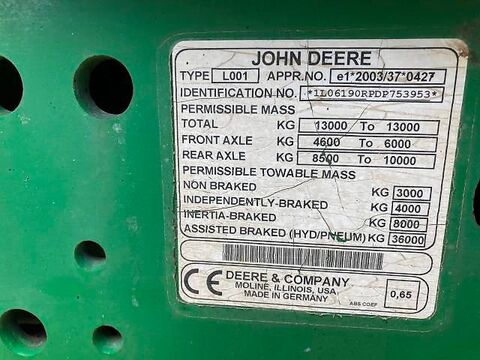 JOHN DEERE
TYPE L001 APPR.NO. e1*2003/37*0427
IDENTIFICATION NO. *1L06190RPDP753953*
PERMISSIBLE MASS
TOTAL KG 13000 To 13000
FRONT AXLE KG 4600 To 6000
REAR AXLE KG 8500 To 10000
PERMISSIBLE TOWABLE MASS
NON BRAKED KG 3000
INDEPENDENTLY-BRAKED KG 4000
INERTIA-BRAKED KG 8000
ASSISTED BRAKED (HYD/PNEUM) KG 36000
CE DEERE & COMPANY
MOLINE, ILLINOIS, USA
MADE IN GERMANY
0,65
ABS COEF